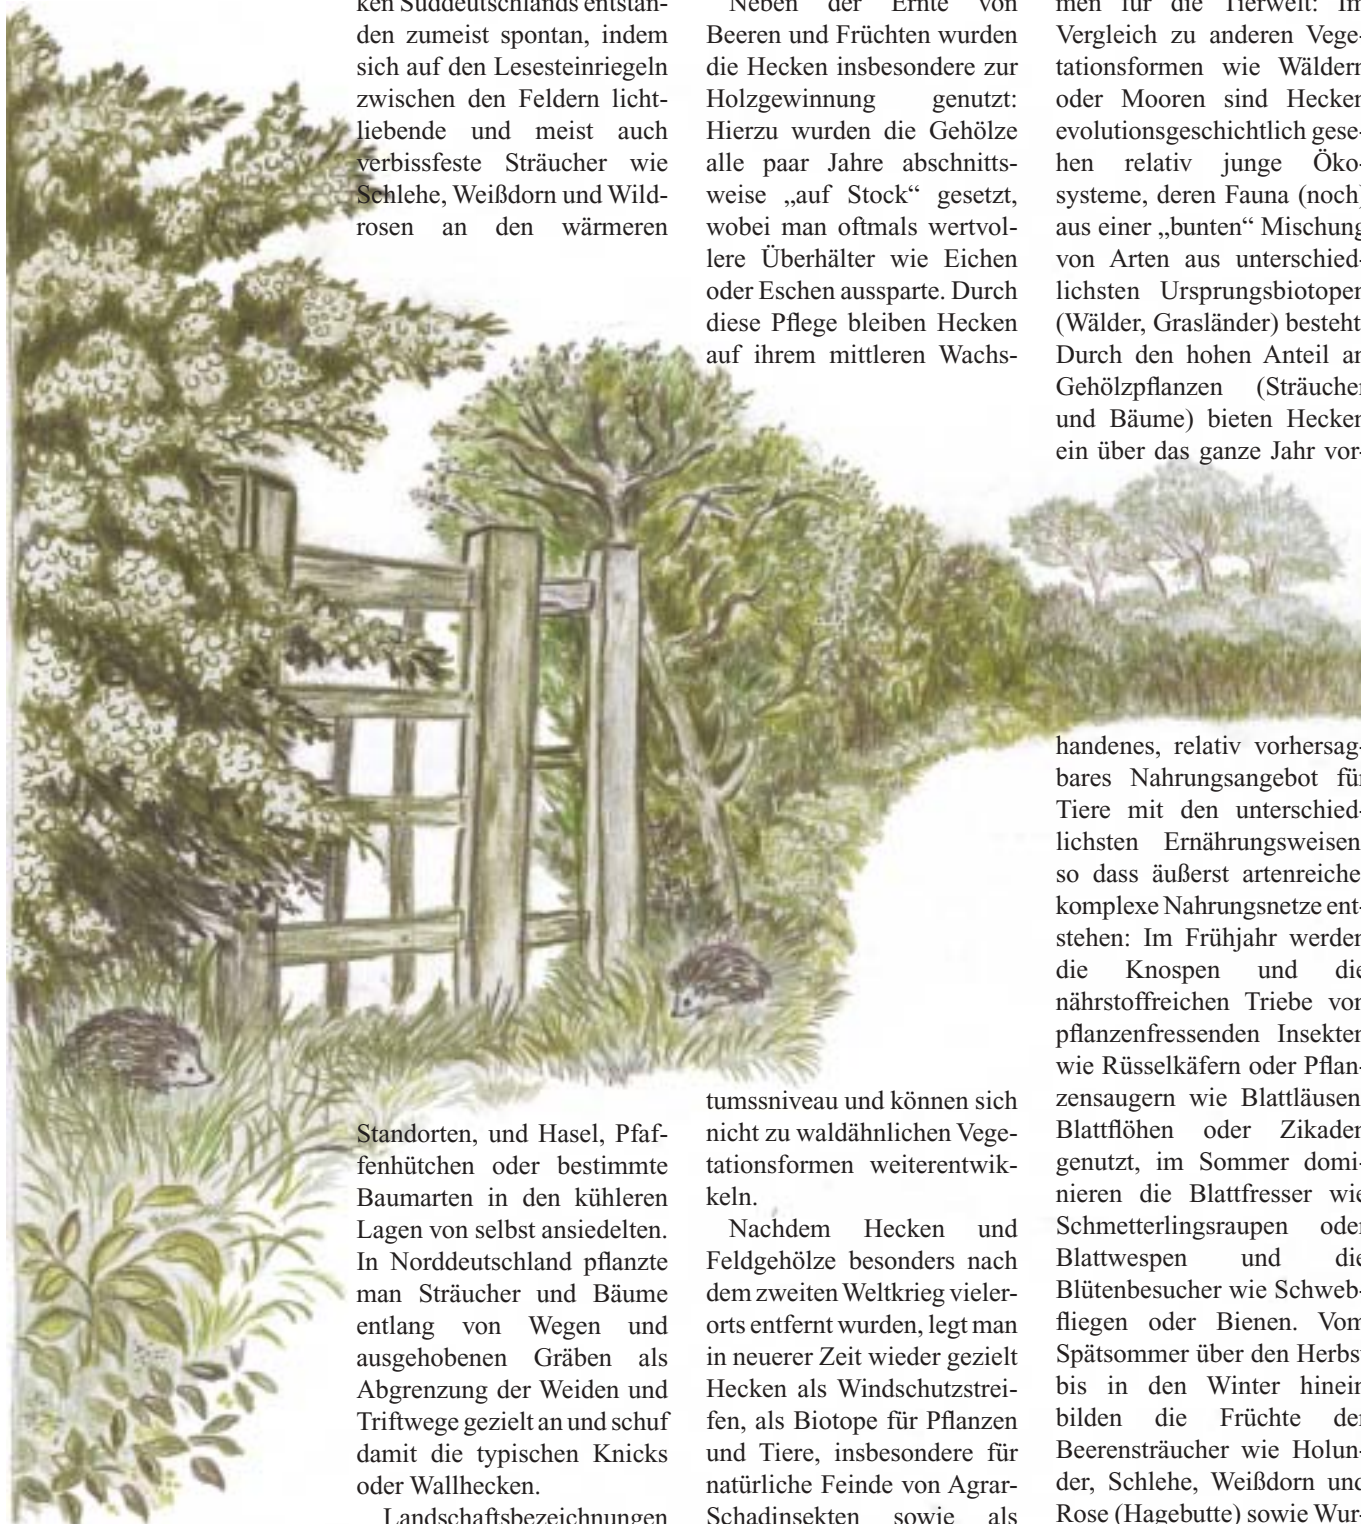 ken Süddeutschlands entstan-
den zumeist spontan, indem
sich auf den Lesesteinriegeln
zwischen den Feldern licht-
liebende und meist auch
verbissfeste Sträucher wie
Schlehe, Weißdorn und Wild-
rosen an den wärmeren
Standorten, und Hasel, Pfaf-
fenhütchen oder bestimmte
Baumarten in den kühleren
Lagen von selbst ansiedelten.
In Norddeutschland pflanzte
man Sträucher und Bäume
entlang von Wegen und
ausgehobenen Gräben als
Abgrenzung der Weiden und
Triftwege gezielt an und schuf
damit die typischen Knicks
oder Wallhecken.
Landschaftsbezeichnungen
Neben der Ernte von
Beeren und Früchten wurden
die Hecken insbesondere zur
Holzgewinnung genutzt:
Hierzu wurden die Gehölze
alle paar Jahre abschnitts-
weise „auf Stock“ gesetzt,
wobei man oftmals wertvol-
lere Überhälter wie Eichen
oder Eschen aussparte. Durch
diese Pflege bleiben Hecken
auf ihrem mittleren Wachs-
tumssniveau und können sich
nicht zu waldähnlichen Vege-
tationsformen weiterentwik-
keln.
Nachdem Hecken und
Feldgehölze besonders nach
dem zweiten Weltkrieg vieler-
orts entfernt wurden, legt man
in neuerer Zeit wieder gezielt
Hecken als Windschutzstrei-
fen, als Biotope für Pflanzen
und Tiere, insbesondere für
natürliche Feinde von Agrar-
Schadinsekten sowie als
men für die Tierwelt: Im
Vergleich zu anderen Vege-
tationsformen wie Wäldern
oder Mooren sind Hecken
evolutionsgeschichtlich gese-
hen relativ junge Öko-
systeme, deren Fauna (noch)
aus einer „bunten“ Mischung
von Arten aus unterschied-
lichsten Ursprungsbiotopen
(Wälder, Grasländer) besteht.
Durch den hohen Anteil an
Gehölzpflanzen (Sträucher
und Bäume) bieten Hecken
ein über das ganze Jahr vor-
handenes, relativ vorhersag-
bares Nahrungsangebot für
Tiere mit den unterschied-
lichsten Ernährungsweisen,
so dass äußerst artenreiche
komplexe Nahrungsnetze ent-
stehen: Im Frühjahr werden
die Knospen und die
nährstoffreichen Triebe von
pflanzenfressenden Insekten
wie Rüsselkäfern oder Pflan-
zensaugern wie Blattläusen,
Blattflöhen oder Zikaden
genutzt, im Sommer domi-
nieren die Blattfresser wie
Schmetterlingsraupen oder
Blattwespen und die
Blütenbesucher wie Schweb-
fliegen oder Bienen. Vom
Spätsommer über den Herbst
bis in den Winter hinein
bilden die Früchte der
Beerensträucher wie Holun-
der, Schlehe, Weißdorn und
Rose (Hagebutte) sowie Wur-